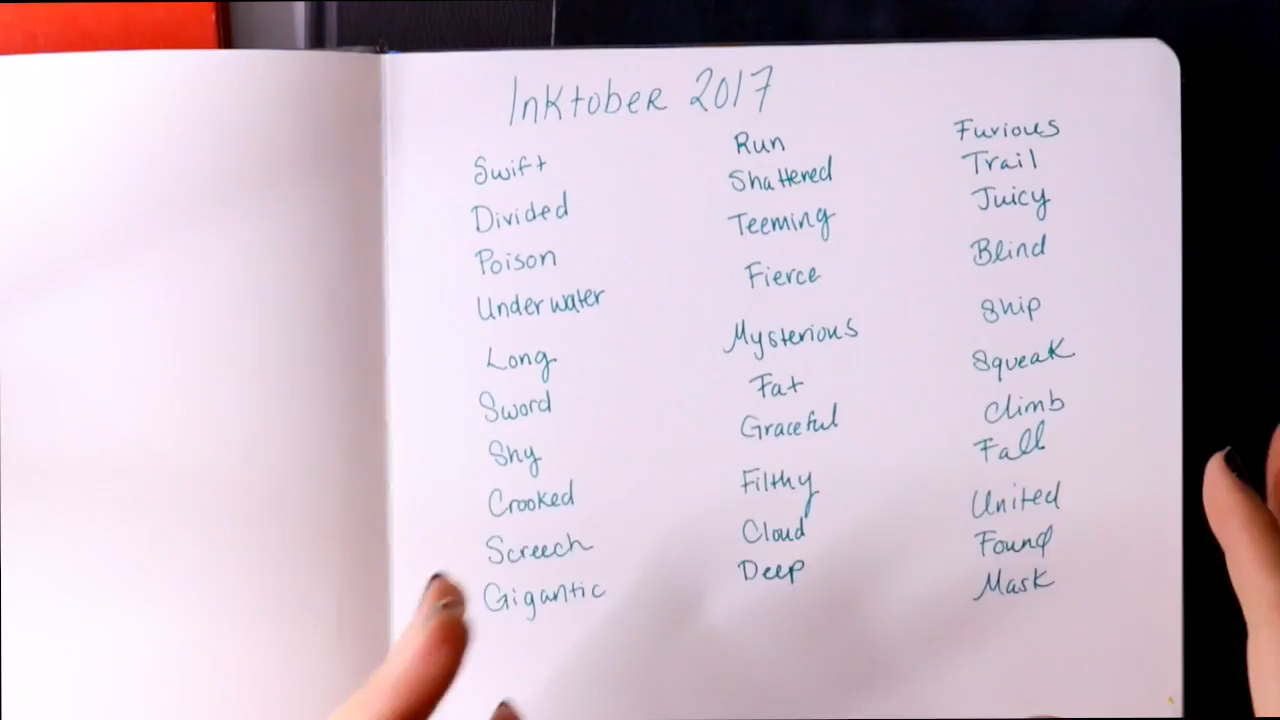 Inktober 2017
Swift
Divided
Poison
Underwater
Long
Sword
Shy
Crooked
Screech
Gigantic
Run
Shattered
Teeming
Fierce
Mysterious
Fat
Graceful
Filthy
Cloud
Deep
Furious
Trail
Juicy
Blind
Ship
Squeak
Climb
Fall
United
Found
Mask